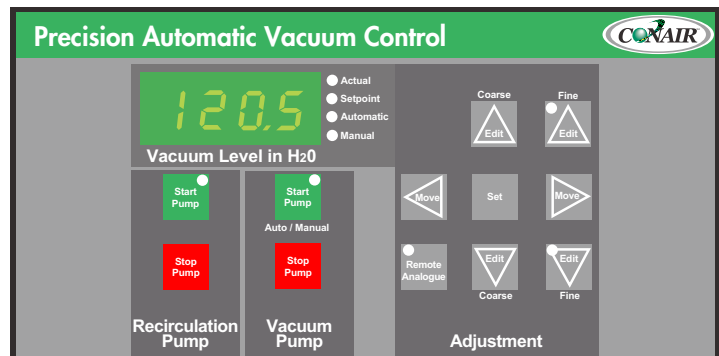 Precision Automatic Vacuum Control
CONAIR
120.5
Actual
Setpoint
Automatic
Manual
Vacuum Level in H20
Start
Pump
Stop
Pump
Recirculation
Pump
Start
Pump
Auto / Manual
Stop
Pump
Vacuum
Pump
Coarse
Fine
Edit
Edit
Move
Set
Move
Remote
Analogue
Edit
Edit
Coarse
Fine
Adjustment